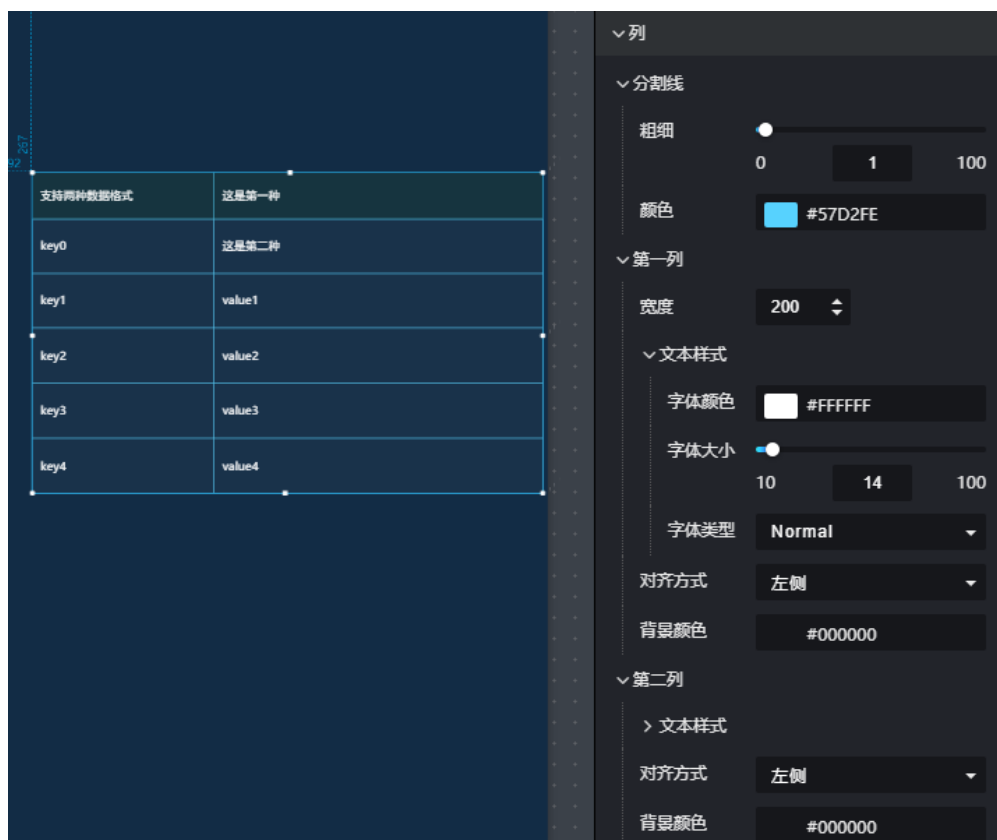 267
92
支持两种数据格式 这是第一种
key0 这是第二种
key1 value1
key2 value2
key3 value3
key4 value4
列
分割线
粗细
0 1 100
颜色 #57D2FE
第一列
宽度 200
文本样式
字体颜色 #FFFFFF
字体大小
10 14 100
字体类型 Normal
对齐方式 左侧
背景颜色 #000000
第二列
文本样式
对齐方式 左侧
背景颜色 #000000